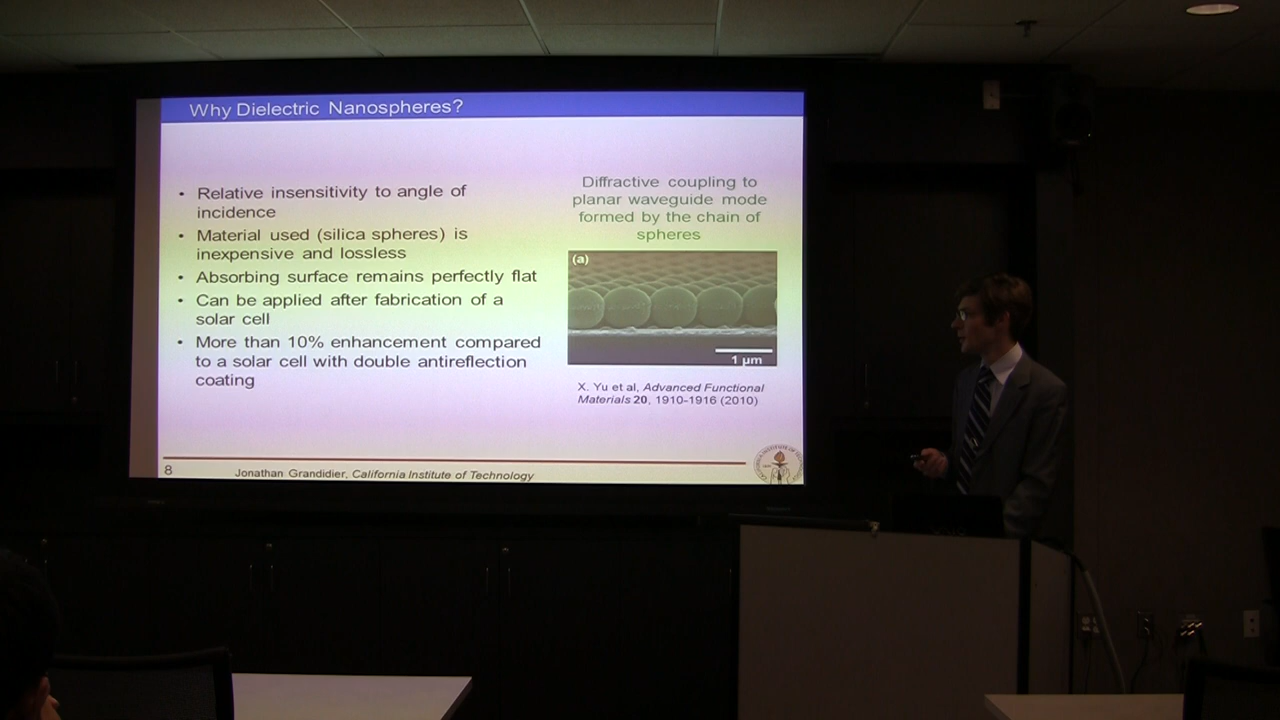 Why Dielectric Nanospheres?
• Relative insensitivity to angle of
incidence
• Material used (silica spheres) is
inexpensive and lossless
• Absorbing surface remains perfectly flat
• Can be applied after fabrication of a
solar cell
• More than 10% enhancement compared
to a solar cell with double antireflection
coating
Diffractive coupling to
planar waveguide mode
formed by the chain of
spheres
(a)
1 µm
X. Yu et al, Advanced Functional
Materials 20, 1910-1916 (2010)
8
Jonathan Grandidier, California Institute of Technology